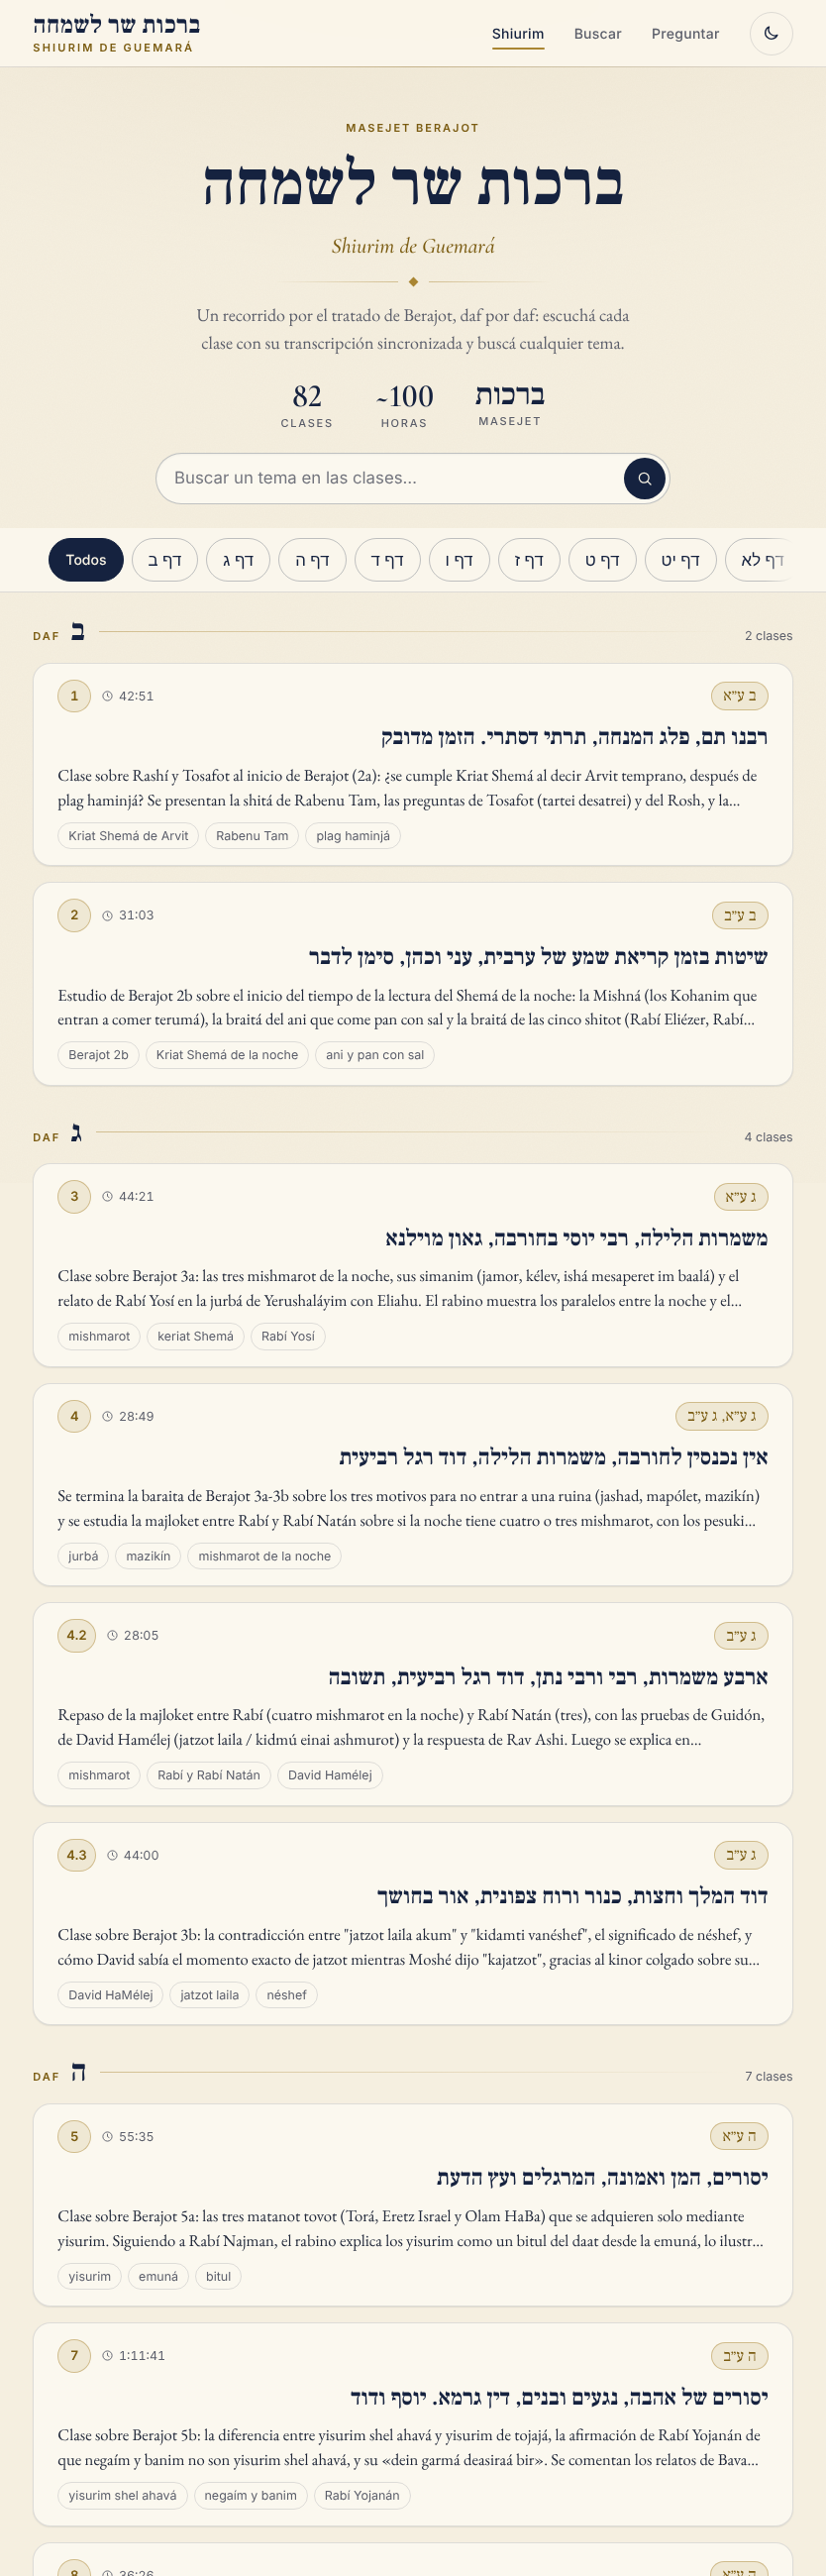 ברכות שר לשמחה
SHIURIM DE GUEMARÁ
Shiurim
Buscar
Preguntar
MASEJET BERAJOT
ברכות שר לשמחה
Shiurim de Guemará
Un recorrido por el tratado de Berajot, daf por daf: escuchá cada
clase con su transcripción sincronizada y buscá cualquier tema.
82
CLASES
~100
HORAS
ברכות
MASEJET
Buscar un tema en las clases...
Todos
דף ב
דף ג
דף ה
דף ד
דף ו
דף ז
דף ט
דף יט
דף לא
DAF ב
2 clases
1
42:51
ב ע״א
רבנו תם, פלג המנחה, תרתי דסתרי. הזמן מדובק
Clase sobre Rashí y Tosafot al inicio de Berajot (2a): ¿se cumple Kriat Shemá al decir Arvit temprano, después de
plag haminjá? Se presentan la shitá de Rabenu Tam, las preguntas de Tosafot (tartei desatrei) y del Rosh, y la...
Kriat Shemá de Arvit
Rabenu Tam
plag haminjá
2
31:03
ב ע״ב
שיטות בזמן קריאת שמע של ערבית, עני וכהן, סימן לדבר
Estudio de Berajot 2b sobre el inicio del tiempo de la lectura del Shemá de la noche: la Mishná (los Kohanim que
entran a comer terumá), la braitá del ani que come pan con sal y la braitá de las cinco shitot (Rabí Eliézer, Rabí...
Berajot 2b
Kriat Shemá de la noche
ani y pan con sal
DAF ג
4 clases
3
44:21
ג ע״א
משמרות הלילה, רבי יוסי בחורבה, גאון מוילנא
Clase sobre Berajot 3a: las tres mishmarot de la noche, sus simanim (jamor, kélev, ishá mesaperet im baalá) y el
relato de Rabí Yosí en la jurbá de Yerushaláyim con Eliahu. El rabino muestra los paralelos entre la noche y el...
mishmarot
keriat Shemá
Rabí Yosí
4
28:49
ג ע״א, ג ע״ב
אין נכנסין לחורבה, משמרות הלילה, דוד רגל רביעית
Se termina la baraita de Berajot 3a-3b sobre los tres motivos para no entrar a una ruina (jashad, mapólet, mazikín)
y se estudia la majloket entre Rabí y Rabí Natán sobre si la noche tiene cuatro o tres mishmarot, con los pesuki...
jurbá
mazikín
mishmarot de la noche
4.2
28:05
ג ע״ב
ארבע משמרות, רבי ורבי נתן, דוד רגל רביעית, תשובה
Repaso de la majloket entre Rabí (cuatro mishmarot en la noche) y Rabí Natán (tres), con las pruebas de Guidón,
de David Hamélej (jatzot laila / kidmú einai ashmurot) y la respuesta de Rav Ashi. Luego se explica en...
mishmarot
Rabí y Rabí Natán
David Hamélej
4.3
44:00
ג ע״ב
דוד המלך וחצות, כנור ורוח צפונית, אור בחושך
Clase sobre Berajot 3b: la contradicción entre "jatzot laila akum" y "kidamti vanéshef", el significado de néshef, y
cómo David sabía el momento exacto de jatzot mientras Moshé dijo "kajatzot", gracias al kinor colgado sobre su...
David HaMélej
jatzot laila
néshef
DAF ה
7 clases
5
55:35
ה ע״א
יסורים, המן ואמונה, המרגלים ועץ הדעת
Clase sobre Berajot 5a: las tres matanot tovot (Torá, Eretz Israel y Olam HaBa) que se adquieren solo mediante
yisurim. Siguiendo a Rabí Najman, el rabino explica los yisurim como un bitul del daat desde la emuná, lo ilustr...
yisurim
emuná
bitul
7
1:11:41
ה ע״ב
יסורים של אהבה, נגעים ובנים, דין גרמא. יוסף ודוד
Clase sobre Berajot 5b: la diferencia entre yisurim shel ahavá y yisurim de tojajá, la afirmación de Rabí Yojanán de
que negaím y banim no son yisurim shel ahavá, y su «dein garmá deasiraá bir». Se comentan los relatos de Bava...
yisurim shel ahavá
negaím y banim
Rabí Yojanán
8
36:26
ה ע״א